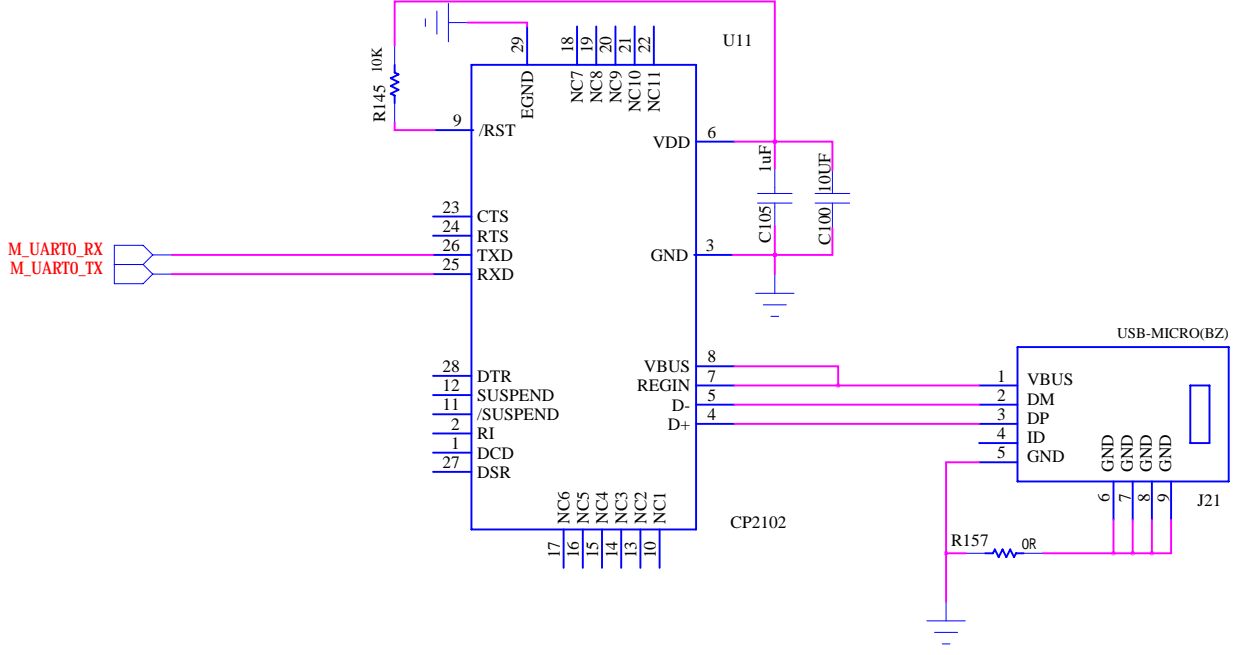 U11
29
18
19
20
21
22
EGND
NC7
NC8
NC9
NC10
NC11
R145 10K
9 /RST
VDD 6
C105 1uF
C100 10UF
23 CTS
24 RTS
M_UART0_RX
26 TXD
M_UART0_TX
25 RXD
GND 3
USB-MICRO(BZ)
28 DTR
12 SUSPEND
11 /SUSPEND
2 RI
1 DCD
27 DSR
VBUS 8
REGIN 7
D- 5
D+ 4
1 VBUS
2 DM
3 DP
4 ID
5 GND
GND
GND
GND
GND
6
7
8
9
J21
NC6
NC5
NC4
NC3
NC2
NC1
17
16
15
14
13
10
CP2102
R157 0R